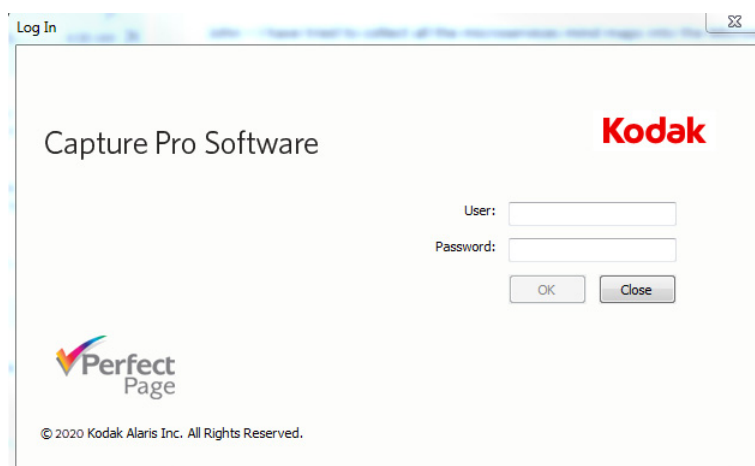 Log In
Capture Pro Software
Kodak
User:
Password:
OK
Close
Perfect
Page
© 2020 Kodak Alaris Inc. All Rights Reserved.